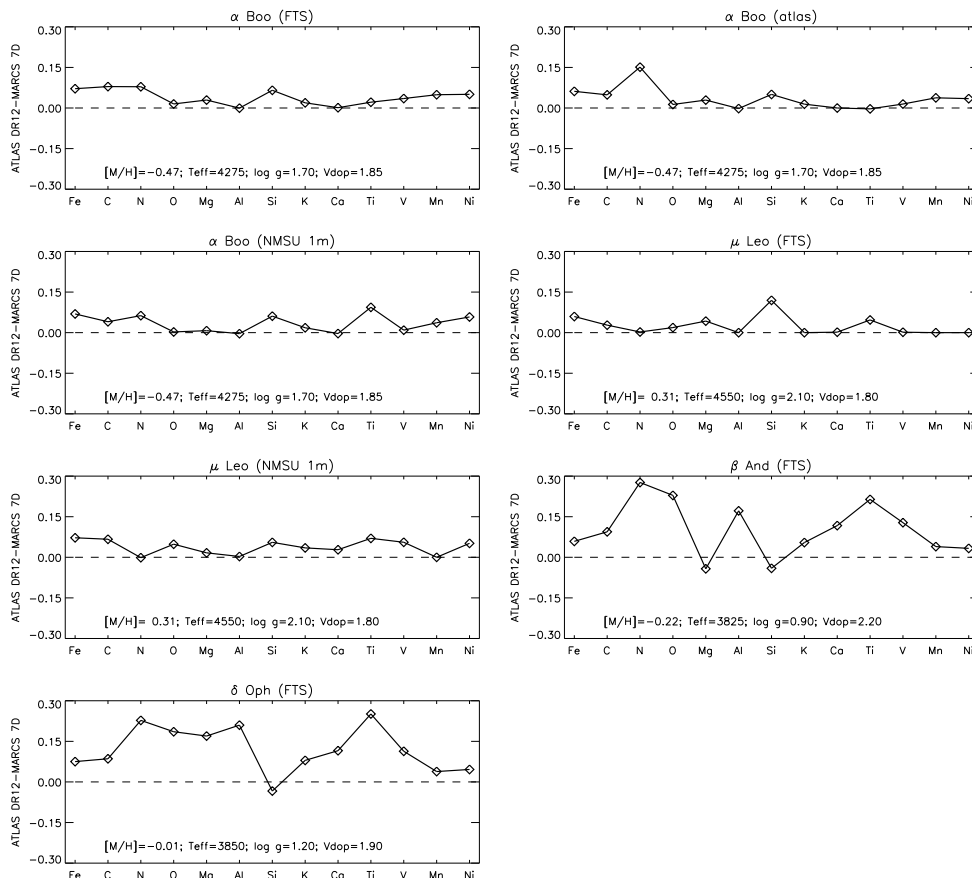 α Boo (FTS)
ATLAS DR12−MARCS 7D
0.30
0.15
0.00
−0.15
−0.30
[M/H]=−0.47; Teff=4275; log g=1.70; Vdop=1.85
Fe C N O Mg Al Si K Ca Ti V Mn Ni
α Boo (atlas)
ATLAS DR12−MARCS 7D
0.30
0.15
0.00
−0.15
−0.30
[M/H]=−0.47; Teff=4275; log g=1.70; Vdop=1.85
Fe C N O Mg Al Si K Ca Ti V Mn Ni
α Boo (NMSU 1m)
ATLAS DR12−MARCS 7D
0.30
0.15
0.00
−0.15
−0.30
[M/H]=−0.47; Teff=4275; log g=1.70; Vdop=1.85
Fe C N O Mg Al Si K Ca Ti V Mn Ni
μ Leo (FTS)
ATLAS DR12−MARCS 7D
0.30
0.15
0.00
−0.15
−0.30
[M/H]= 0.31; Teff=4550; log g=2.10; Vdop=1.80
Fe C N O Mg Al Si K Ca Ti V Mn Ni
μ Leo (NMSU 1m)
ATLAS DR12−MARCS 7D
0.30
0.15
0.00
−0.15
−0.30
[M/H]= 0.31; Teff=4550; log g=2.10; Vdop=1.80
Fe C N O Mg Al Si K Ca Ti V Mn Ni
β And (FTS)
ATLAS DR12−MARCS 7D
0.30
0.15
0.00
−0.15
−0.30
[M/H]=−0.22; Teff=3825; log g=0.90; Vdop=2.20
Fe C N O Mg Al Si K Ca Ti V Mn Ni
δ Oph (FTS)
ATLAS DR12−MARCS 7D
0.30
0.15
0.00
−0.15
−0.30
[M/H]=−0.01; Teff=3850; log g=1.20; Vdop=1.90
Fe C N O Mg Al Si K Ca Ti V Mn Ni